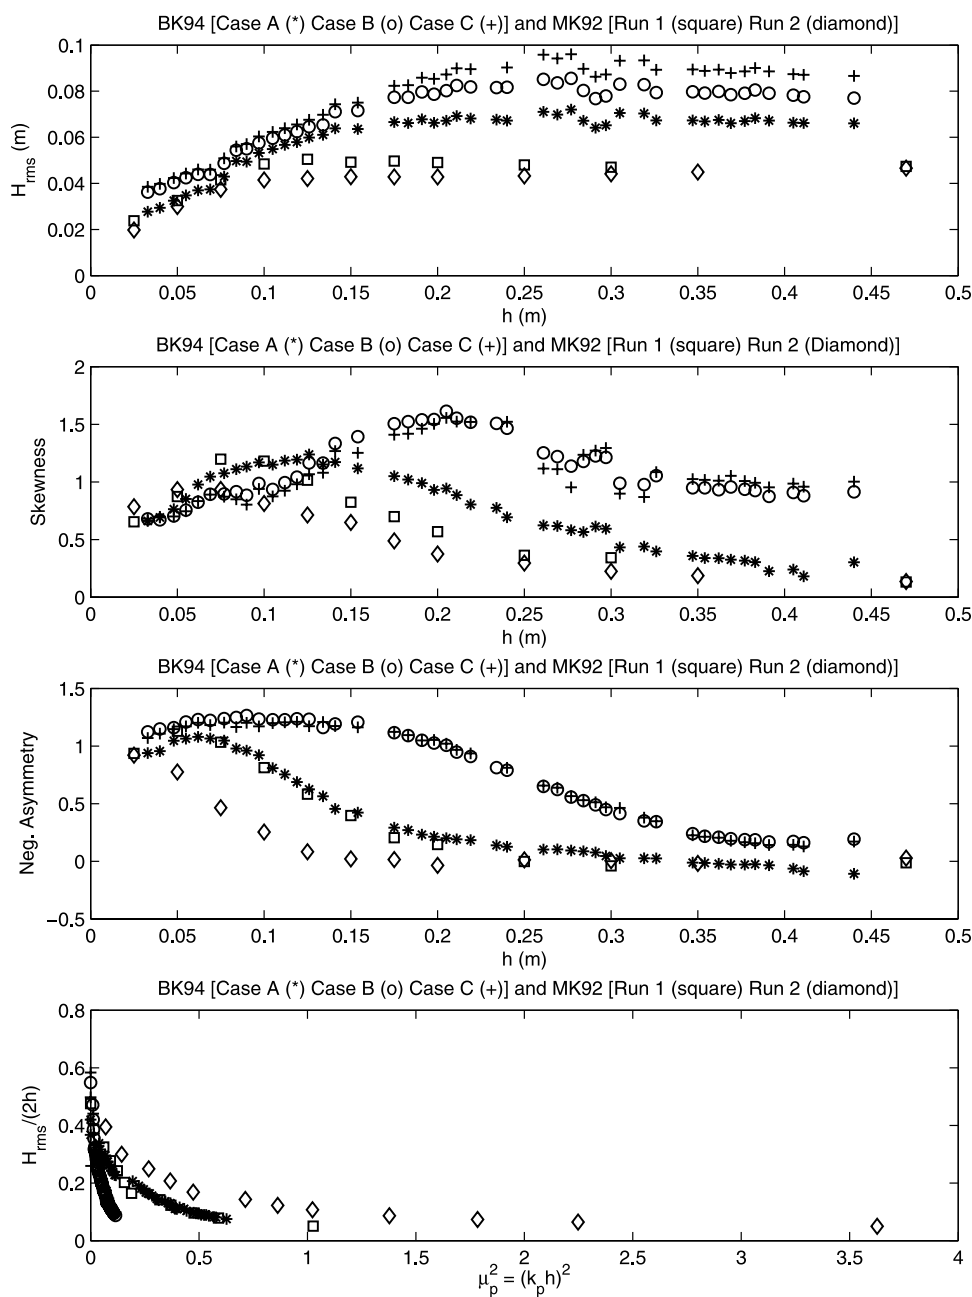 BK94 [Case A (*) Case B (o) Case C (+)] and MK92 [Run 1 (square) Run 2 (diamond)]
0.1
0.08
0.06
0.04
0.02
0
H_rms (m)
0 0.05 0.1 0.15 0.2 0.25 0.3 0.35 0.4 0.45 0.5
h (m)
BK94 [Case A (*) Case B (o) Case C (+)] and MK92 [Run 1 (square) Run 2 (Diamond)]
2
1.5
1
0.5
0
Skewness
0 0.05 0.1 0.15 0.2 0.25 0.3 0.35 0.4 0.45 0.5
h (m)
BK94 [Case A (*) Case B (o) Case C (+)] and MK92 [Run 1 (square) Run 2 (diamond)]
1.5
1
0.5
0
−0.5
Neg. Asymmetry
0 0.05 0.1 0.15 0.2 0.25 0.3 0.35 0.4 0.45 0.5
h (m)
BK94 [Case A (*) Case B (o) Case C (+)] and MK92 [Run 1 (square) Run 2 (diamond)]
0.8
0.6
0.4
0.2
0
H_rms/(2h)
0 0.5 1 1.5 2 2.5 3 3.5 4
μ_p^2 = (k_p h)^2